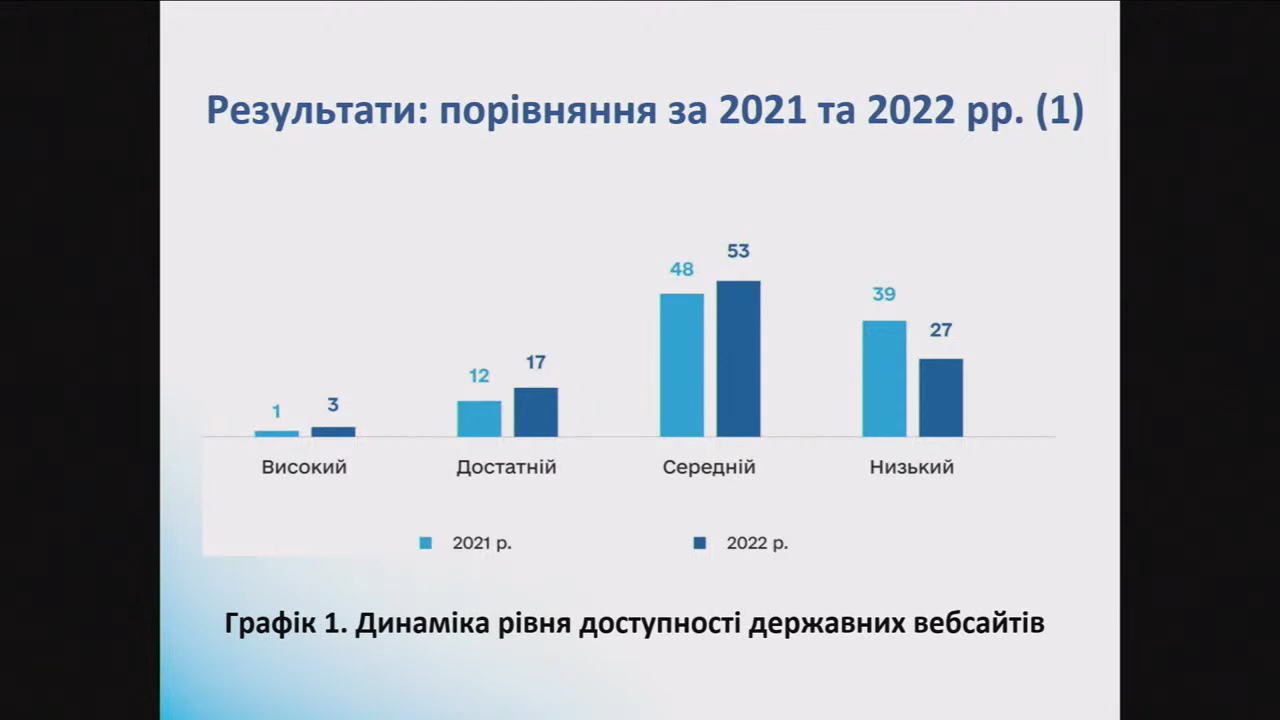 Результати: порівняння за 2021 та 2022 рр. (1)
1 3 12 17 48 53 39 27
Високий Достатній Середній Низький
2021 р. 2022 р.
Графік 1. Динаміка рівня доступності державних вебсайтів